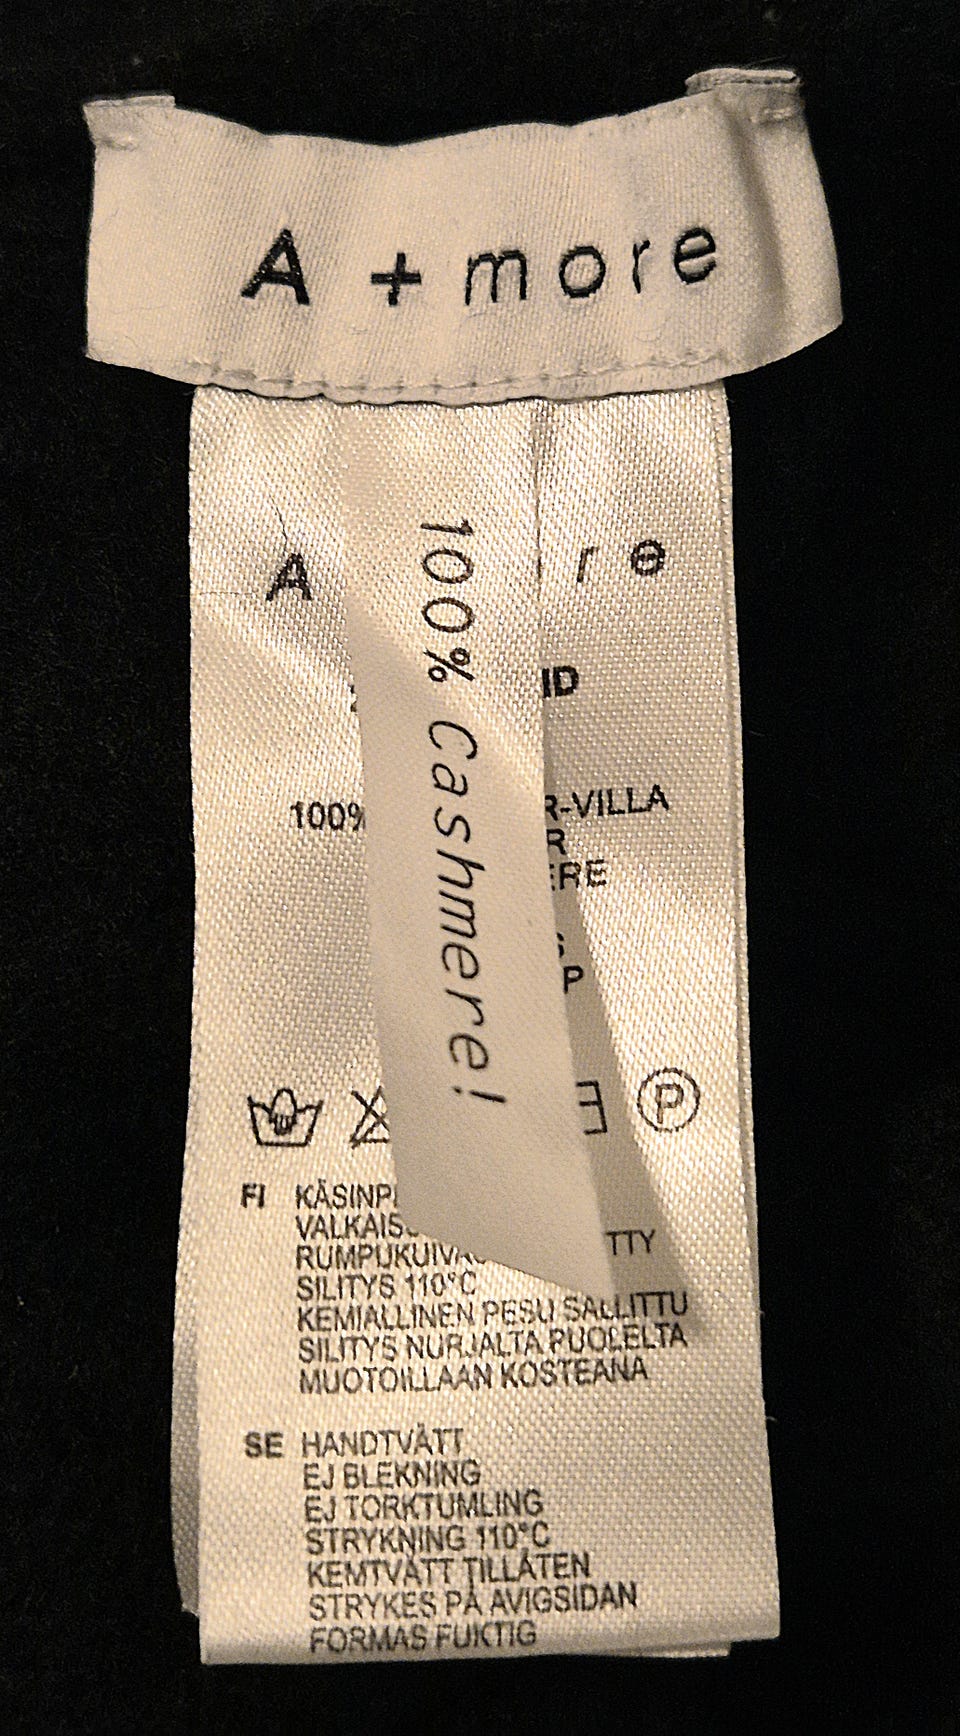 A + more
100% Cashmere!
A re
ID
100% R-VILLA
R
ERE
P
P
FI KÄSINP
VALKAIS
RUMPUKUIVA TTY
SILITYS 110°C
KEMIALLINEN PESU SALLITTU
SILITYS NURJALTA PUOLELTA
MUOTOILLAAN KOSTEANA
SE HANDTVÄTT
EJ BLEKNING
EJ TORKTUMLING
STRYKNING 110°C
KEMTVÄTT TILLÅTEN
STRYKES PÅ AVIGSIDAN
FORMAS FUKTIG